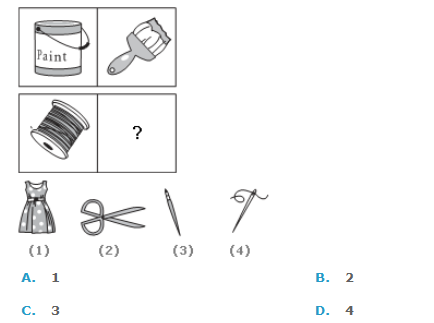 Paint
?
(1) (2) (3) (4)
A. 1 B. 2
C. 3 D. 4